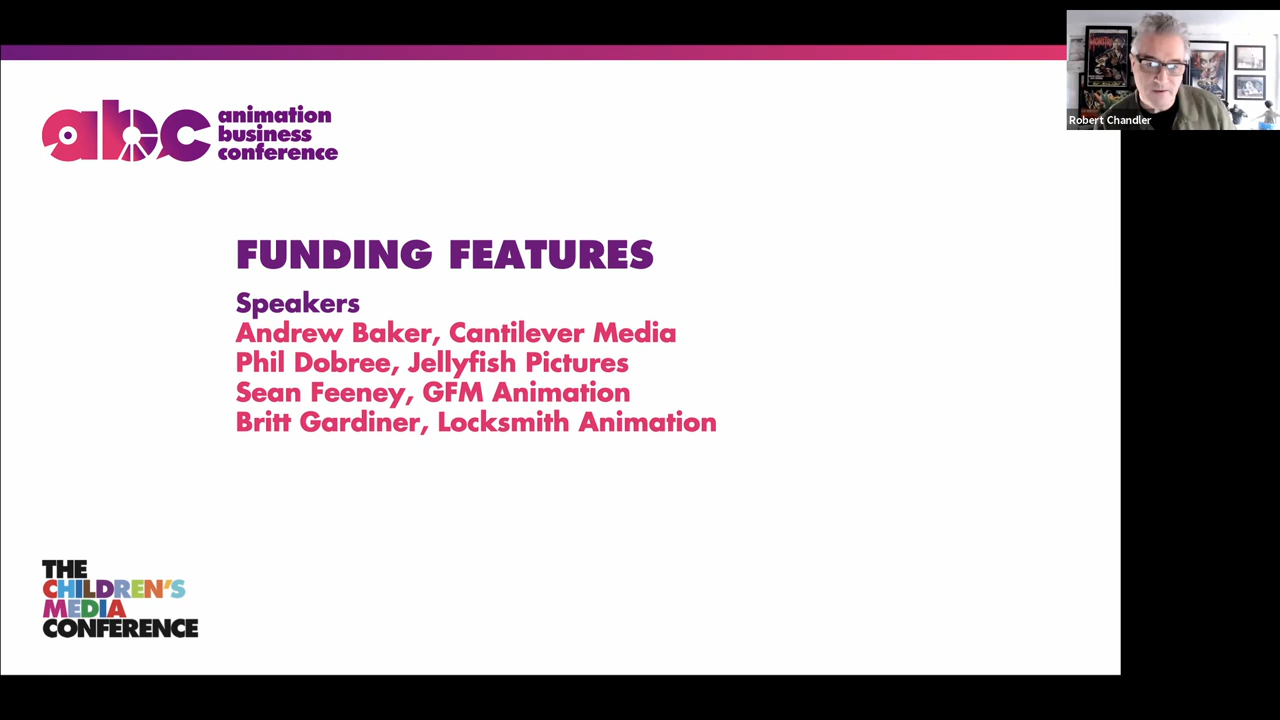 abc
animation
business
conference
FUNDING FEATURES
Speakers
Andrew Baker, Cantilever Media
Phil Dobree, Jellyfish Pictures
Sean Feeney, GFM Animation
Britt Gardiner, Locksmith Animation
THE
CHILDREN'S
MEDIA
CONFERENCE
Robert Chandler